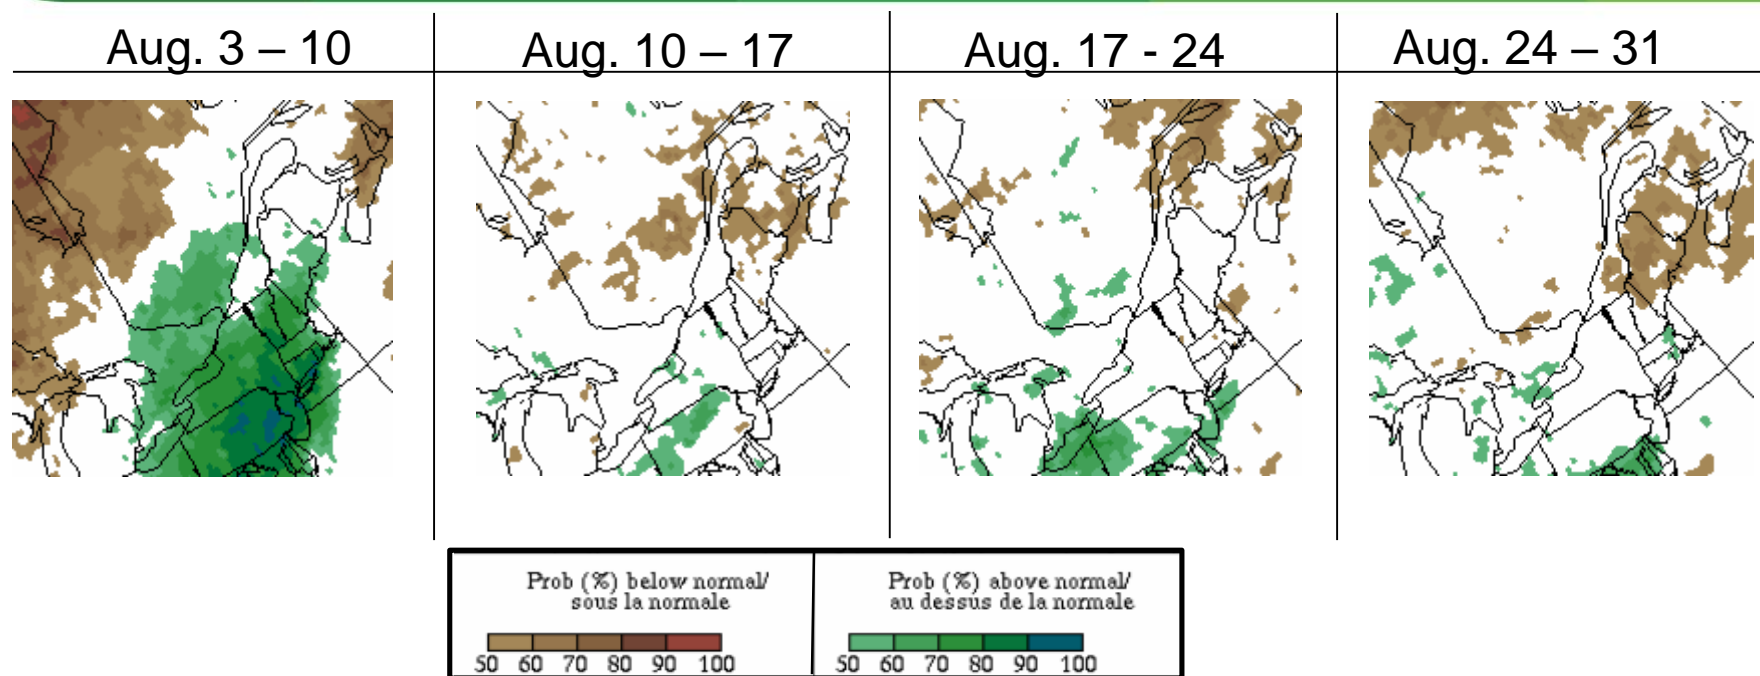 Aug. 3 – 10
Aug. 10 – 17
Aug. 17 - 24
Aug. 24 – 31
Prob (%) below normal/
sous la normale
50 60 70 80 90 100
Prob (%) above normal/
au dessus de la normale
50 60 70 80 90 100